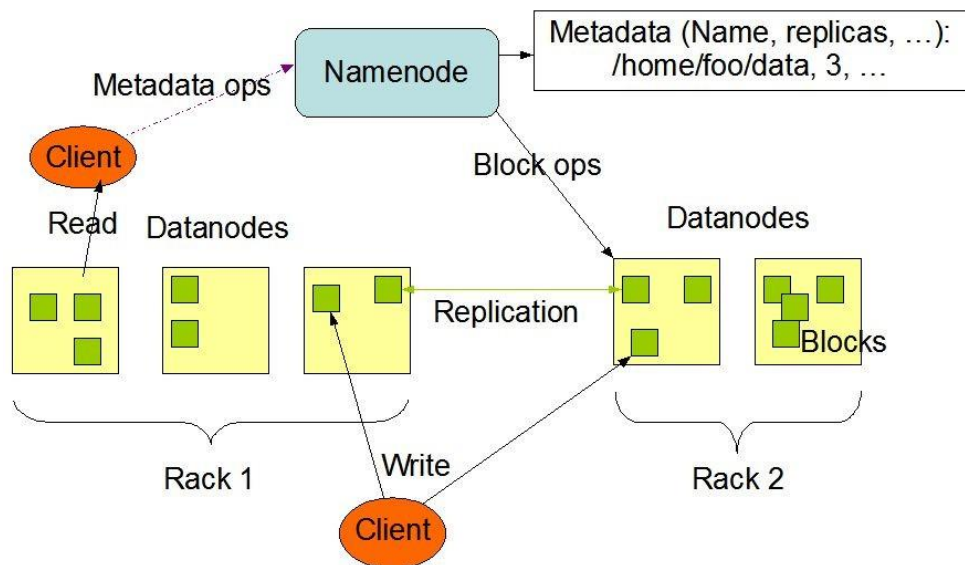 Metadata (Name, replicas, …):
/home/foo/data, 3, …
Namenode
Metadata ops
Client
Block ops
Read
Datanodes
Datanodes
Replication
Blocks
Rack 1
Write
Rack 2
Client